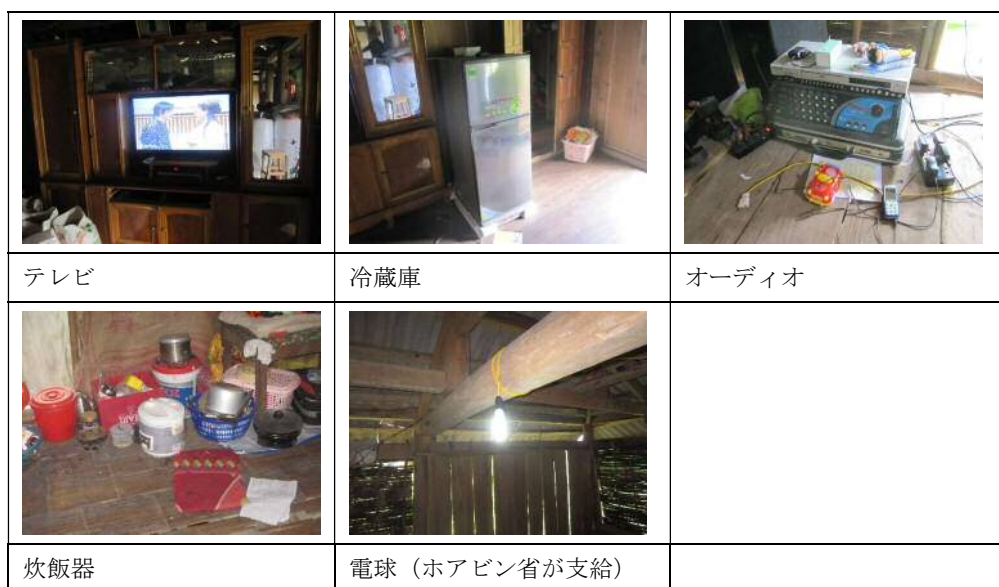 テレビ
冷蔵庫
オーディオ
炊飯器
電球（ホアビン省が支給）